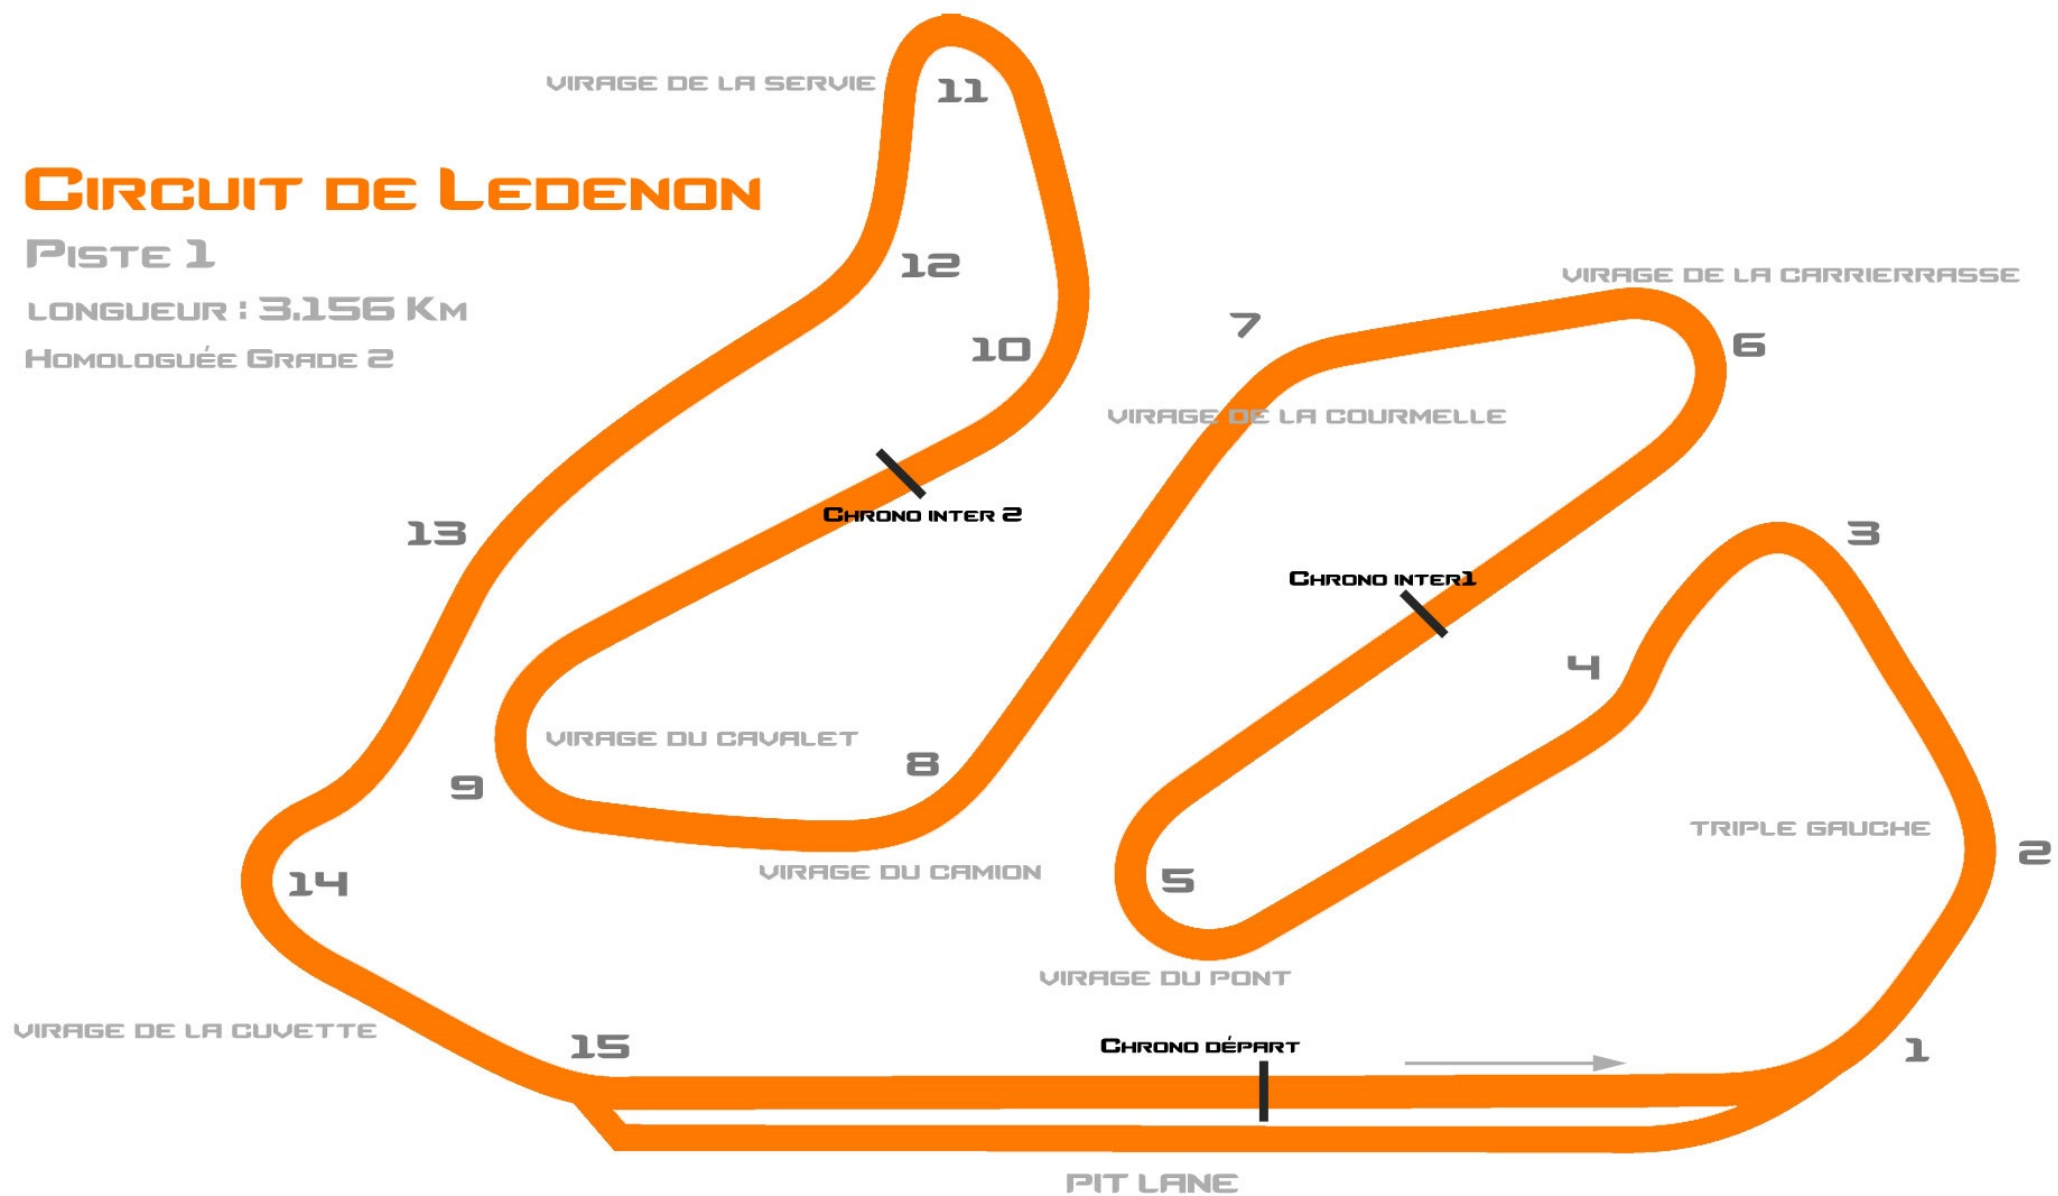 VIRAGE DE LA SERVIE
11
CIRCUIT DE LEDENON
PISTE 1
LONGUEUR : 3.156 KM
HOMOLOGUÉE GRADE 2
12
10
VIRAGE DE LA CARRIERRASSE
7
6
VIRAGE DE LA COURMELLE
13
CHRONO INTER 2
3
CHRONO INTER1
4
VIRAGE DU CAVALET
8
9
TRIPLE GAUCHE
2
VIRAGE DU CAMION
14
5
VIRAGE DU PONT
VIRAGE DE LA CUVETTE
15
CHRONO DÉPART
1
PIT LANE